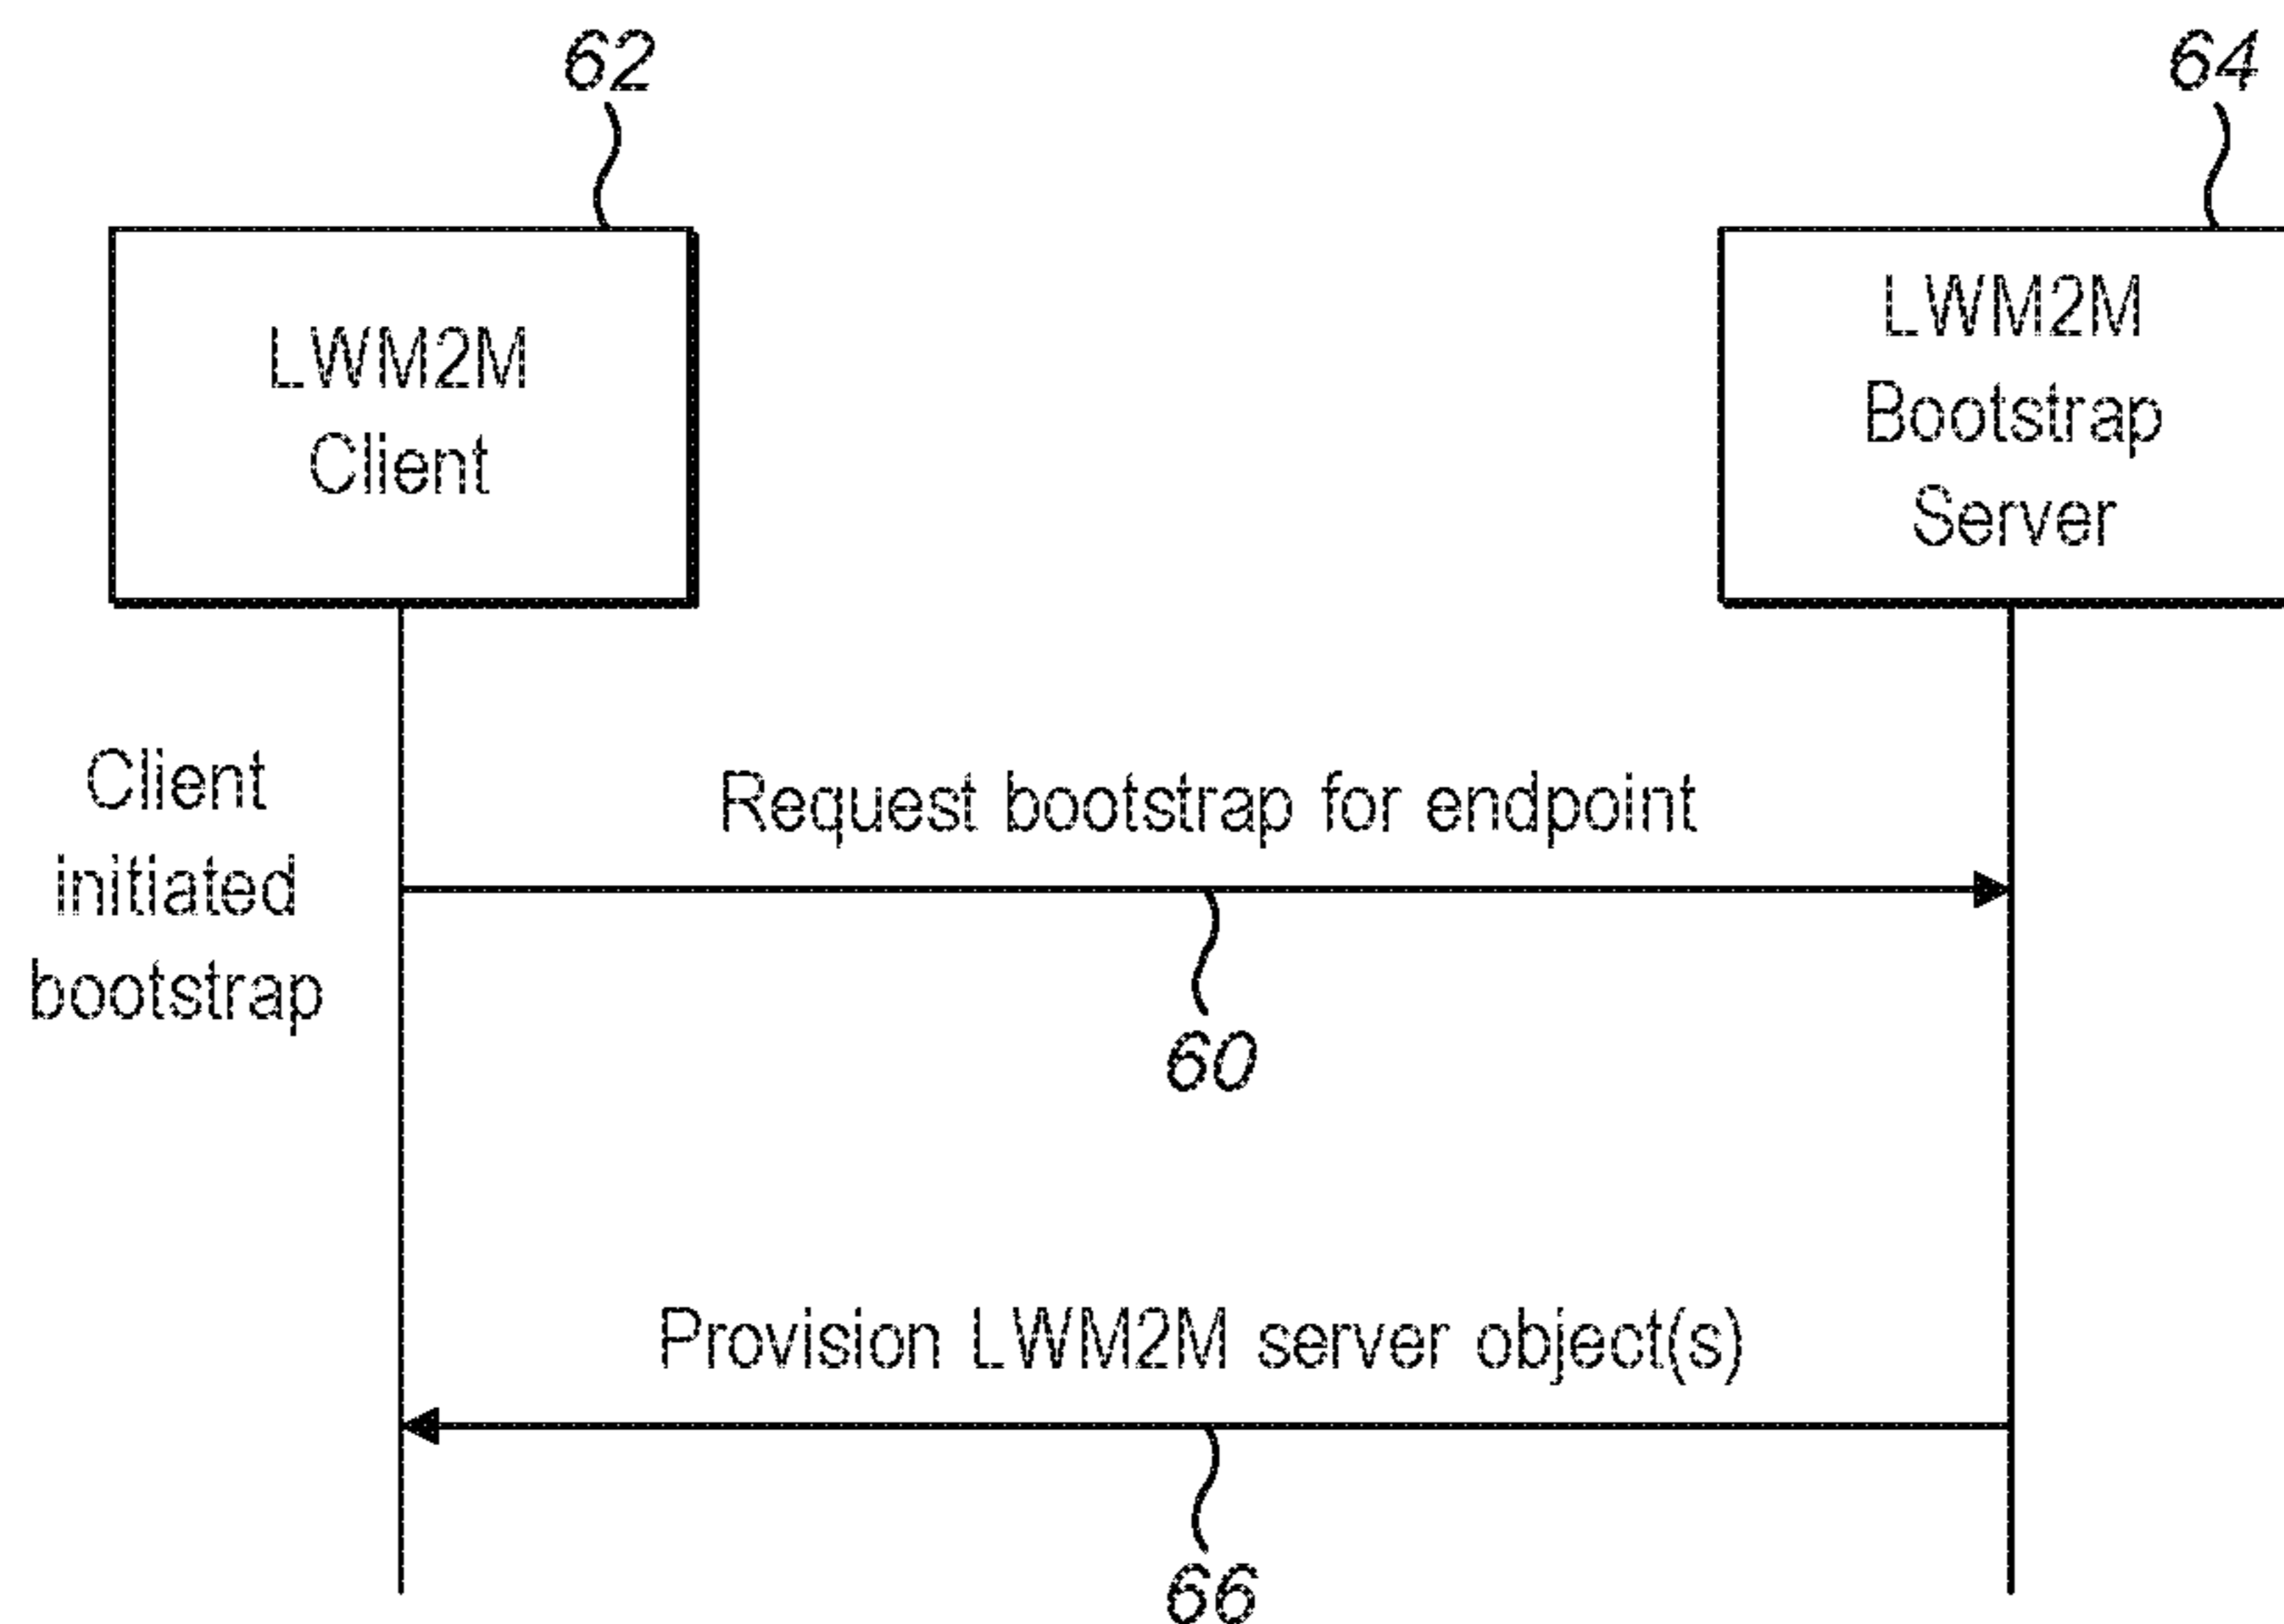 62
64
LWM2M
Client
LWM2M
Bootstrap
Server
Client
initiated
bootstrap
Request bootstrap for endpoint
60
Provision LWM2M server object(s)
66